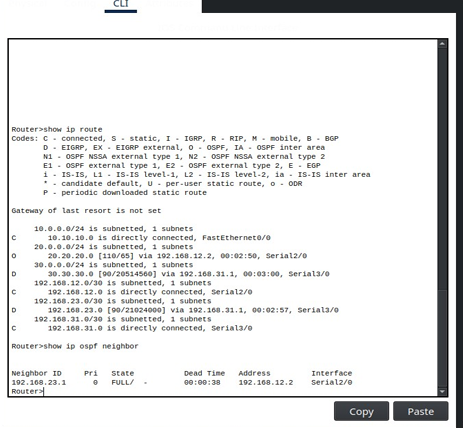 CLI
Router>show ip route
Codes: C - connected, S - static, I - IGRP, R - RIP, M - mobile, B - BGP
       D - EIGRP, EX - EIGRP external, O - OSPF, IA - OSPF inter area
       N1 - OSPF NSSA external type 1, N2 - OSPF NSSA external type 2
       E1 - OSPF external type 1, E2 - OSPF external type 2, E - EGP
       i - IS-IS, L1 - IS-IS level-1, L2 - IS-IS level-2, ia - IS-IS inter area
       * - candidate default, U - per-user static route, o - ODR
       P - periodic downloaded static route
Gateway of last resort is not set
     10.0.0.0/24 is subnetted, 1 subnets
C       10.10.10.0 is directly connected, FastEthernet0/0
     20.0.0.0/24 is subnetted, 1 subnets
O       20.20.20.0 [110/65] via 192.168.12.2, 00:02:50, Serial2/0
     30.0.0.0/24 is subnetted, 1 subnets
D       30.30.30.0 [90/20514560] via 192.168.31.1, 00:03:00, Serial3/0
     192.168.12.0/30 is subnetted, 1 subnets
C       192.168.12.0 is directly connected, Serial2/0
     192.168.23.0/30 is subnetted, 1 subnets
D       192.168.23.0 [90/21024000] via 192.168.31.1, 00:02:57, Serial3/0
     192.168.31.0/30 is subnetted, 1 subnets
C       192.168.31.0 is directly connected, Serial3/0
Router>show ip ospf neighbor
Neighbor ID     Pri   State           Dead Time   Address         Interface
192.168.23.1      0   FULL/  -        00:00:38    192.168.12.2    Serial2/0
Router>
Copy Paste